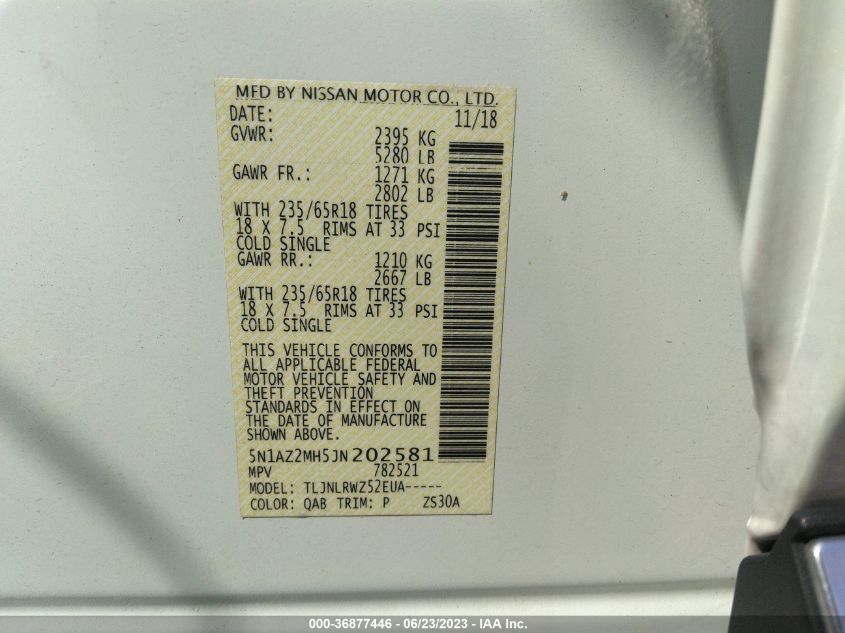 MFD BY NISSAN MOTOR CO., LTD.
DATE: 11/18
GVWR: 2395 KG
5280 LB
GAWR FR.: 1271 KG
2802 LB
WITH 235/65R18 TIRES
18 X 7.5 RIMS AT 33 PSI
COLD SINGLE
GAWR RR.: 1210 KG
2667 LB
WITH 235/65R18 TIRES
18 X 7.5 RIMS AT 33 PSI
COLD SINGLE
THIS VEHICLE CONFORMS TO
ALL APPLICABLE FEDERAL
MOTOR VEHICLE SAFETY AND
THEFT PREVENTION
STANDARDS IN EFFECT ON
THE DATE OF MANUFACTURE
SHOWN ABOVE.
5N1AZ2MH5JN202581
MPV 782521
MODEL: TLJNLRWZ52EUA-----
COLOR: QAB TRIM: P ZS30A
000-36877446 - 06/23/2023 - IAA Inc.